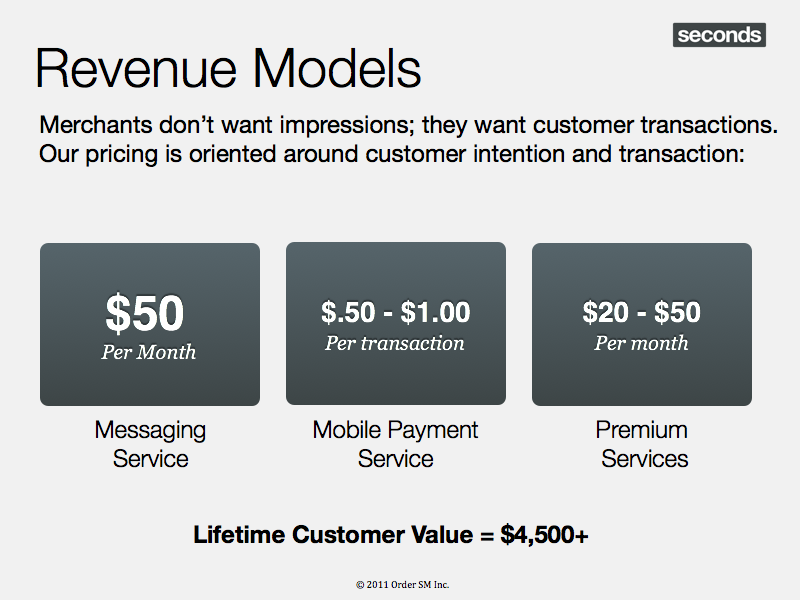 seconds
Revenue Models
Merchants don’t want impressions; they want customer transactions.
Our pricing is oriented around customer intention and transaction:
$50
Per Month
Messaging
Service
$.50 - $1.00
Per transaction
Mobile Payment
Service
$20 - $50
Per month
Premium
Services
Lifetime Customer Value = $4,500+
© 2011 Order SM Inc.